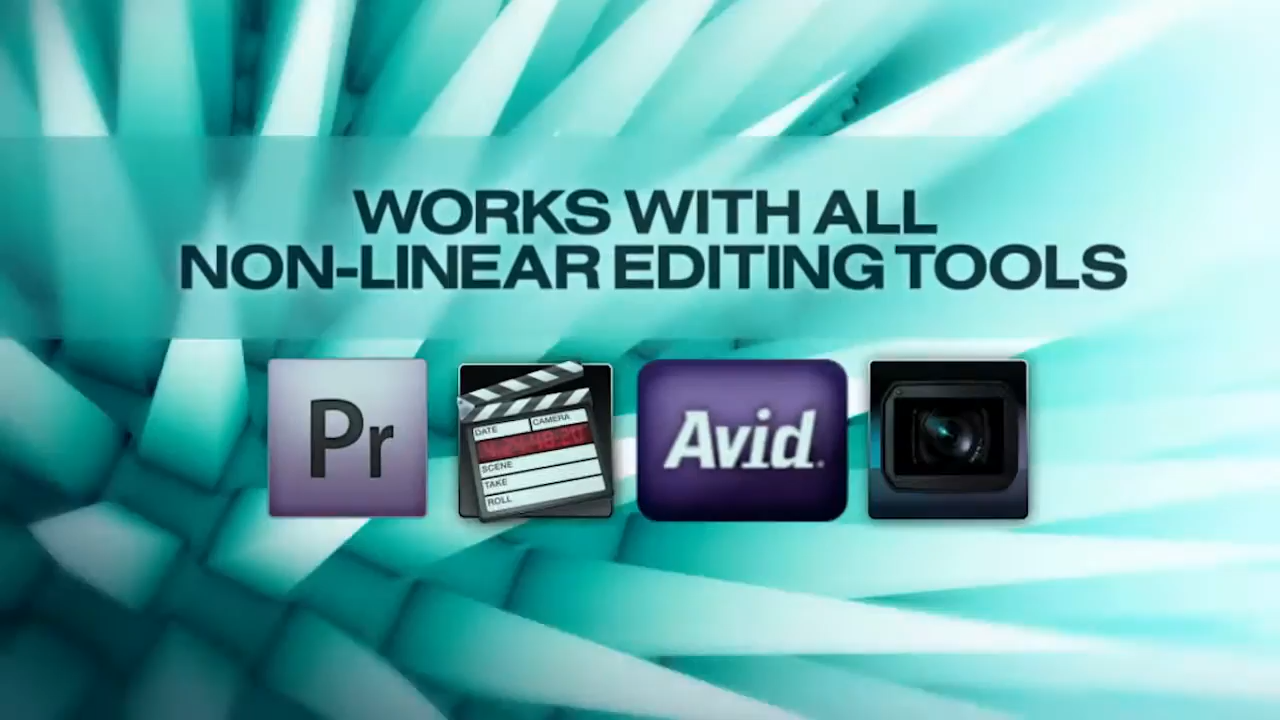 WORKS WITH ALL
NON-LINEAR EDITING TOOLS
Pr
DATE
CAMERA
SCENE
TAKE
ROLL
Avid.